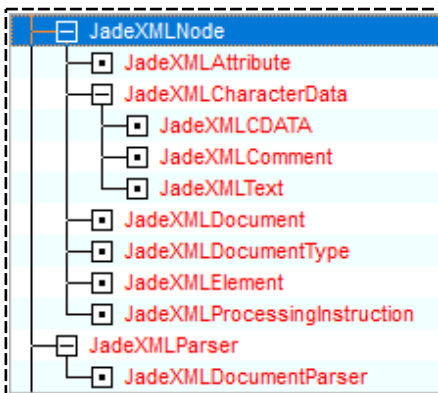 JadeXMLNode
JadeXMLAttribute
JadeXMLCharacterData
JadeXMLCDATA
JadeXMLComment
JadeXMLText
JadeXMLDocument
JadeXMLDocumentType
JadeXMLElement
JadeXMLProcessingInstruction
JadeXMLParser
JadeXMLDocumentParser